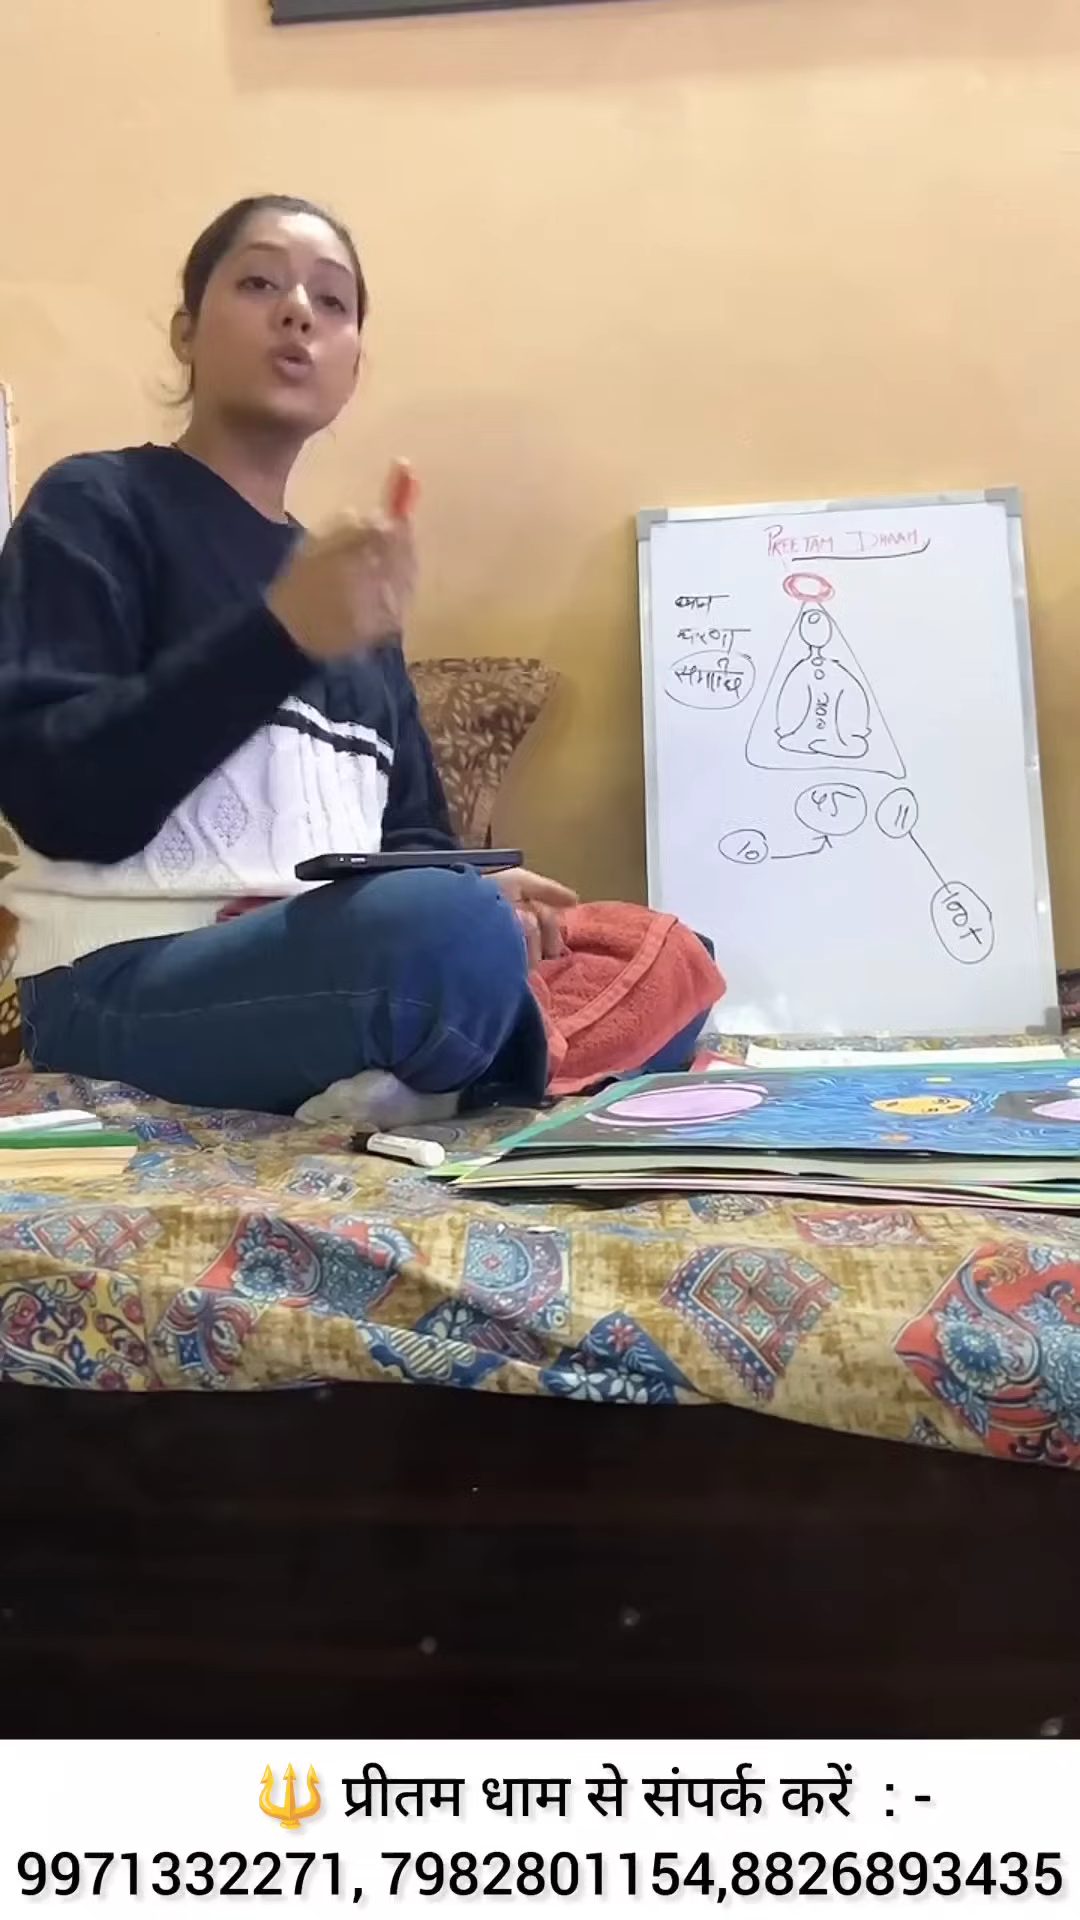 PREETAM DHAAM
ध्यान
धारणा
समाधि
45
11
10
100+
🔱 प्रीतम धाम से संपर्क करें : -
9971332271, 7982801154,8826893435